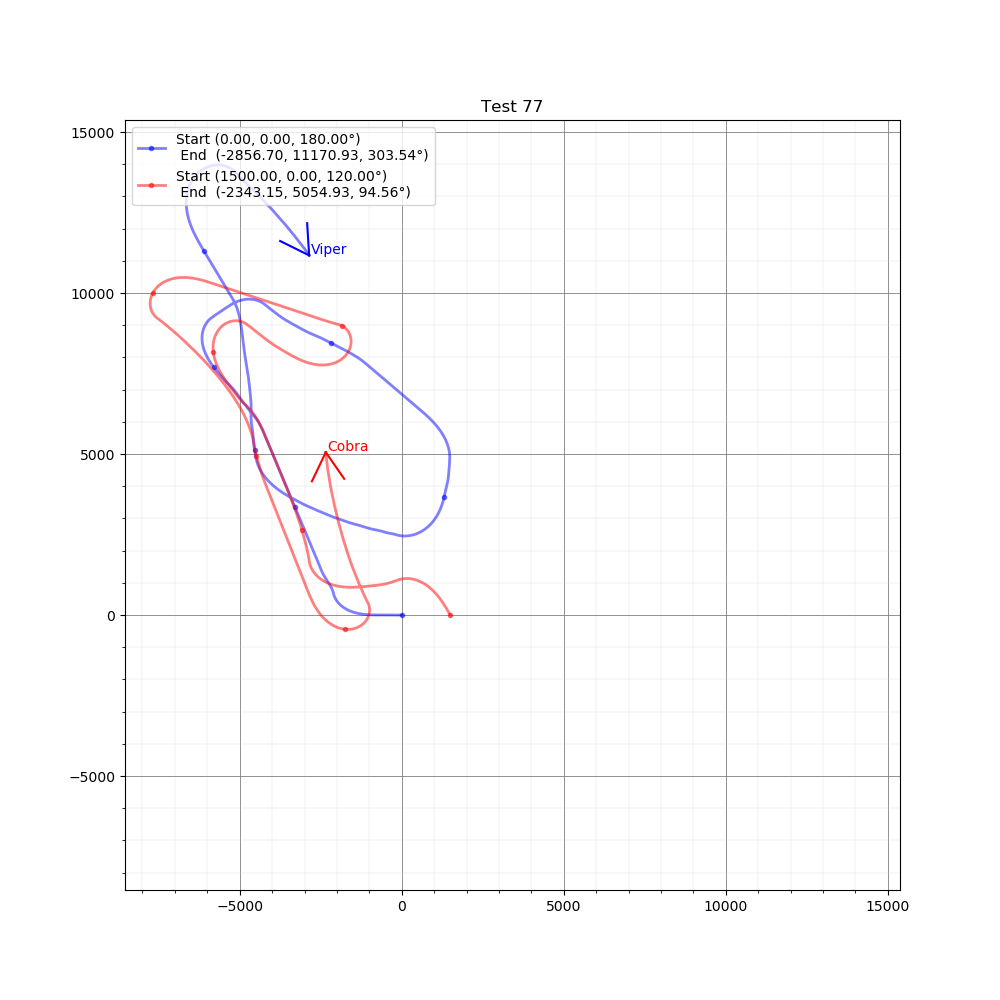 Test 77
15000
10000
5000
0
−5000
Start (0.00, 0.00, 180.00°)
End (-2856.70, 11170.93, 303.54°)
Start (1500.00, 0.00, 120.00°)
End (-2343.15, 5054.93, 94.56°)
Viper
Cobra
−5000
0
5000
10000
15000